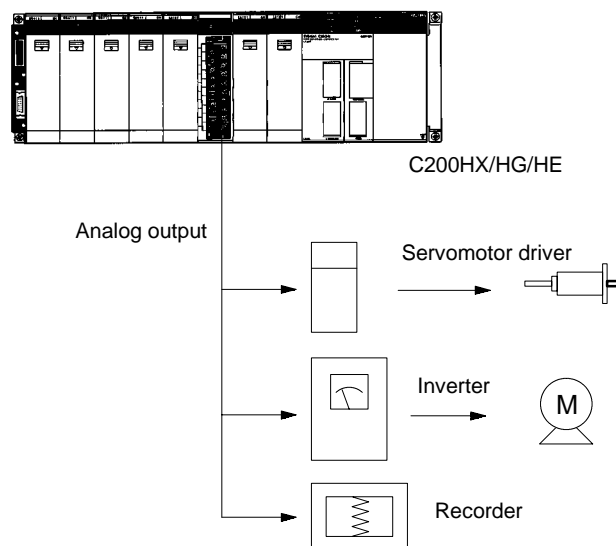 C200HX/HG/HE
Analog output
Servomotor driver
Inverter
M
Recorder